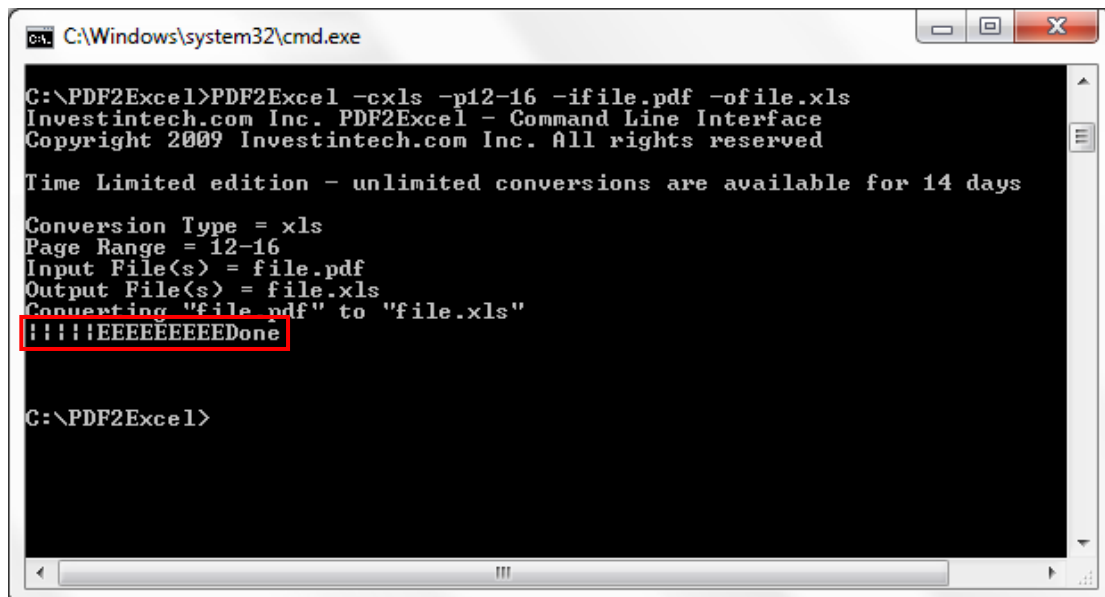 C:\Windows\system32\cmd.exe
C:\PDF2Excel>PDF2Excel -cxls -p12-16 -ifile.pdf -ofile.xls
Investintech.com Inc. PDF2Excel - Command Line Interface
Copyright 2009 Investintech.com Inc. All rights reserved
Time Limited edition - unlimited conversions are available for 14 days
Conversion Type = xls
Page Range = 12-16
Input File(s) = file.pdf
Output File(s) = file.xls
Converting "file.pdf" to "file.xls"
|||||EEEEEEEEEDone
C:\PDF2Excel>